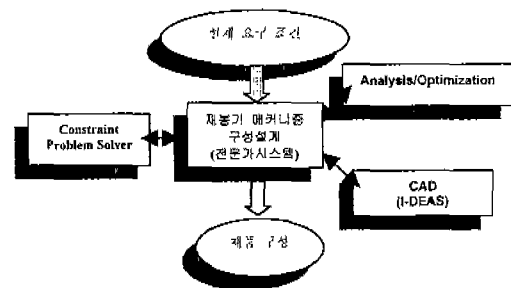 요구 조건
Analysis/Optimization
재봉기 메커니즘
구성설계
(전문가시스템)
Constraint
Problem Solver
CAD
(I-DEAS)
제품 구성